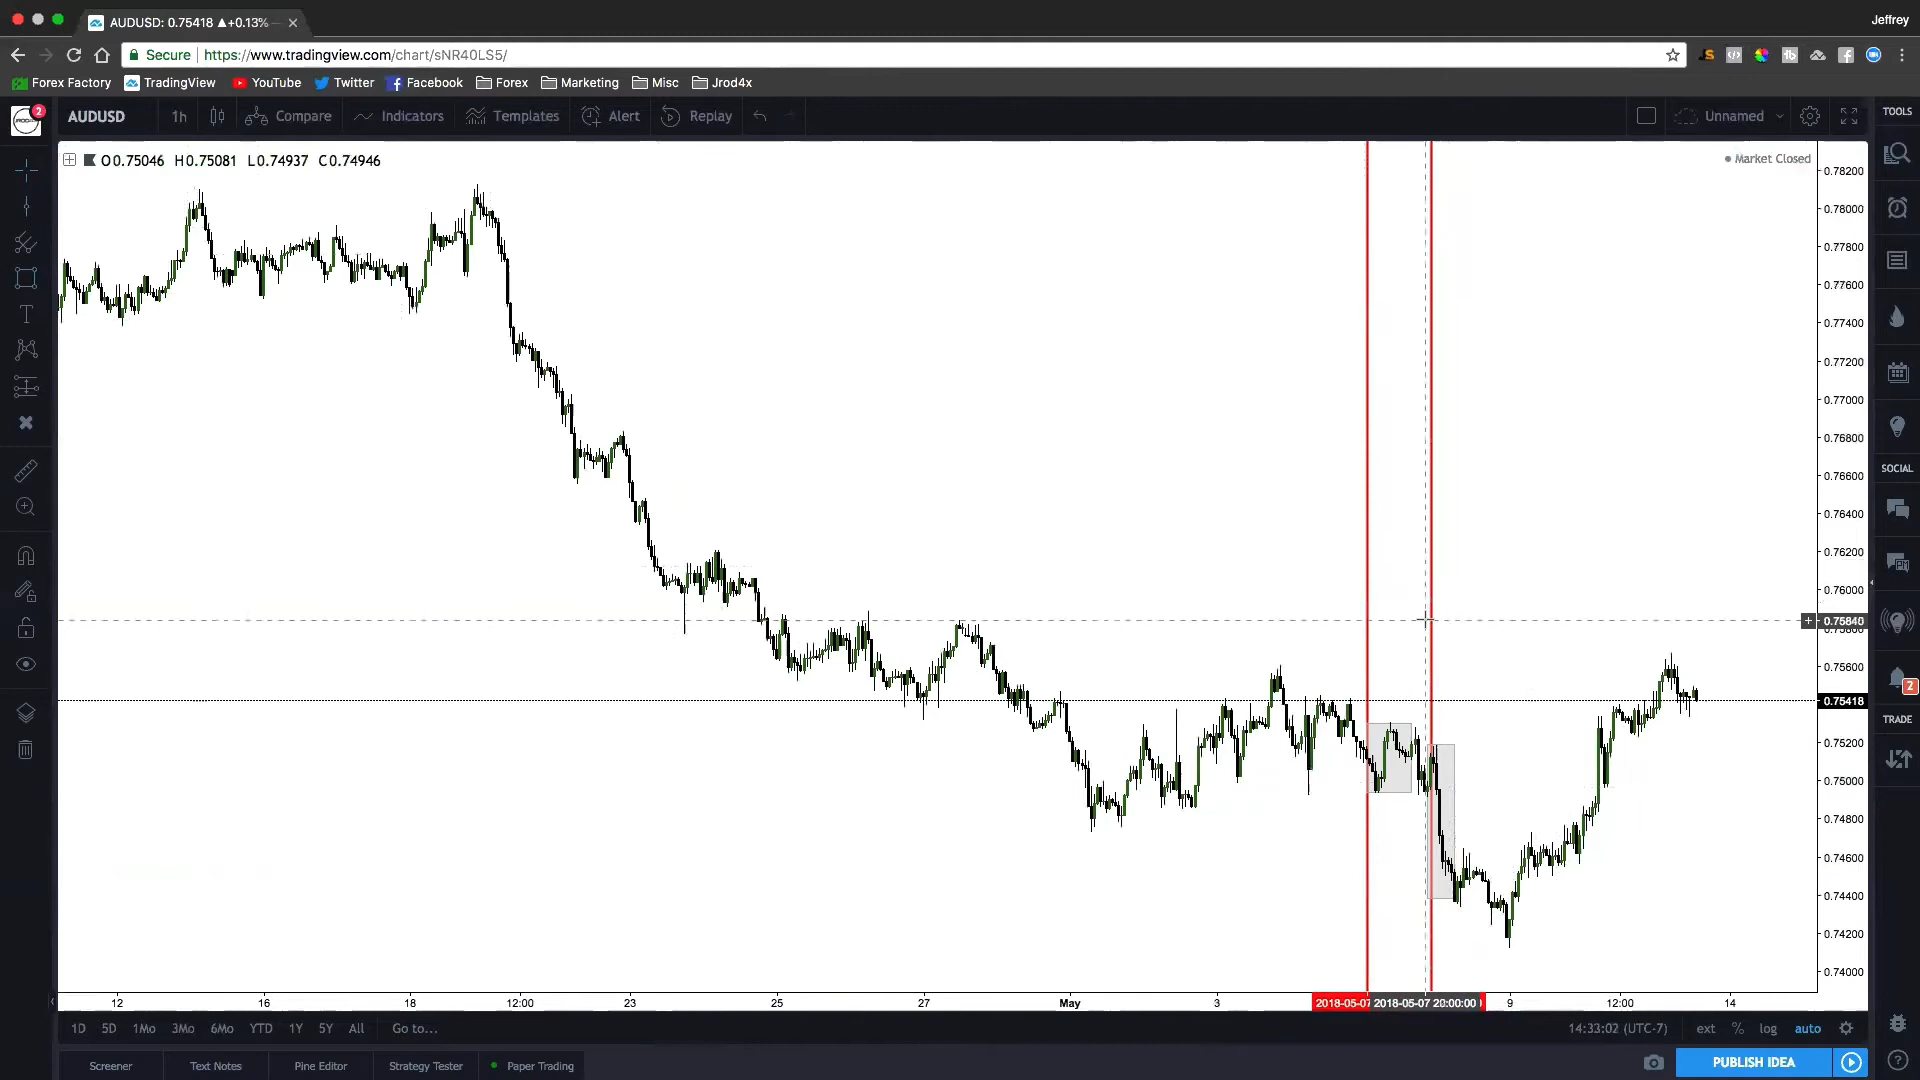 AUDUSD: 0.75418 ▲+0.13%
Jeffrey
Secure
https://www.tradingview.com/chart/sNR40LS5/
Forex Factory
TradingView
YouTube
Twitter
Facebook
Forex
Marketing
Misc
Jrod4x
2
AUDUSD
1h
Compare
Indicators
Templates
Alert
Replay
Unnamed
TOOLS
O0.75046 H0.75081 L0.74937 C0.74946
Market Closed
0.78200
0.78000
0.77800
0.77600
0.77400
0.77200
0.77000
0.76800
0.76600
0.76400
0.76200
0.76000
0.75840
0.75800
0.75600
0.75418
0.75200
0.75000
0.74800
0.74600
0.74400
0.74200
0.74000
SOCIAL
2
TRADE
12
16
18
12:00
23
25
27
May
3
2018-05-07
2018-05-07 20:00:00
9
12:00
14
1D
5D
1Mo
3Mo
6Mo
YTD
1Y
5Y
All
Go to...
14:33:02 (UTC-7)
ext
%
log
auto
Screener
Text Notes
Pine Editor
Strategy Tester
Paper Trading
PUBLISH IDEA